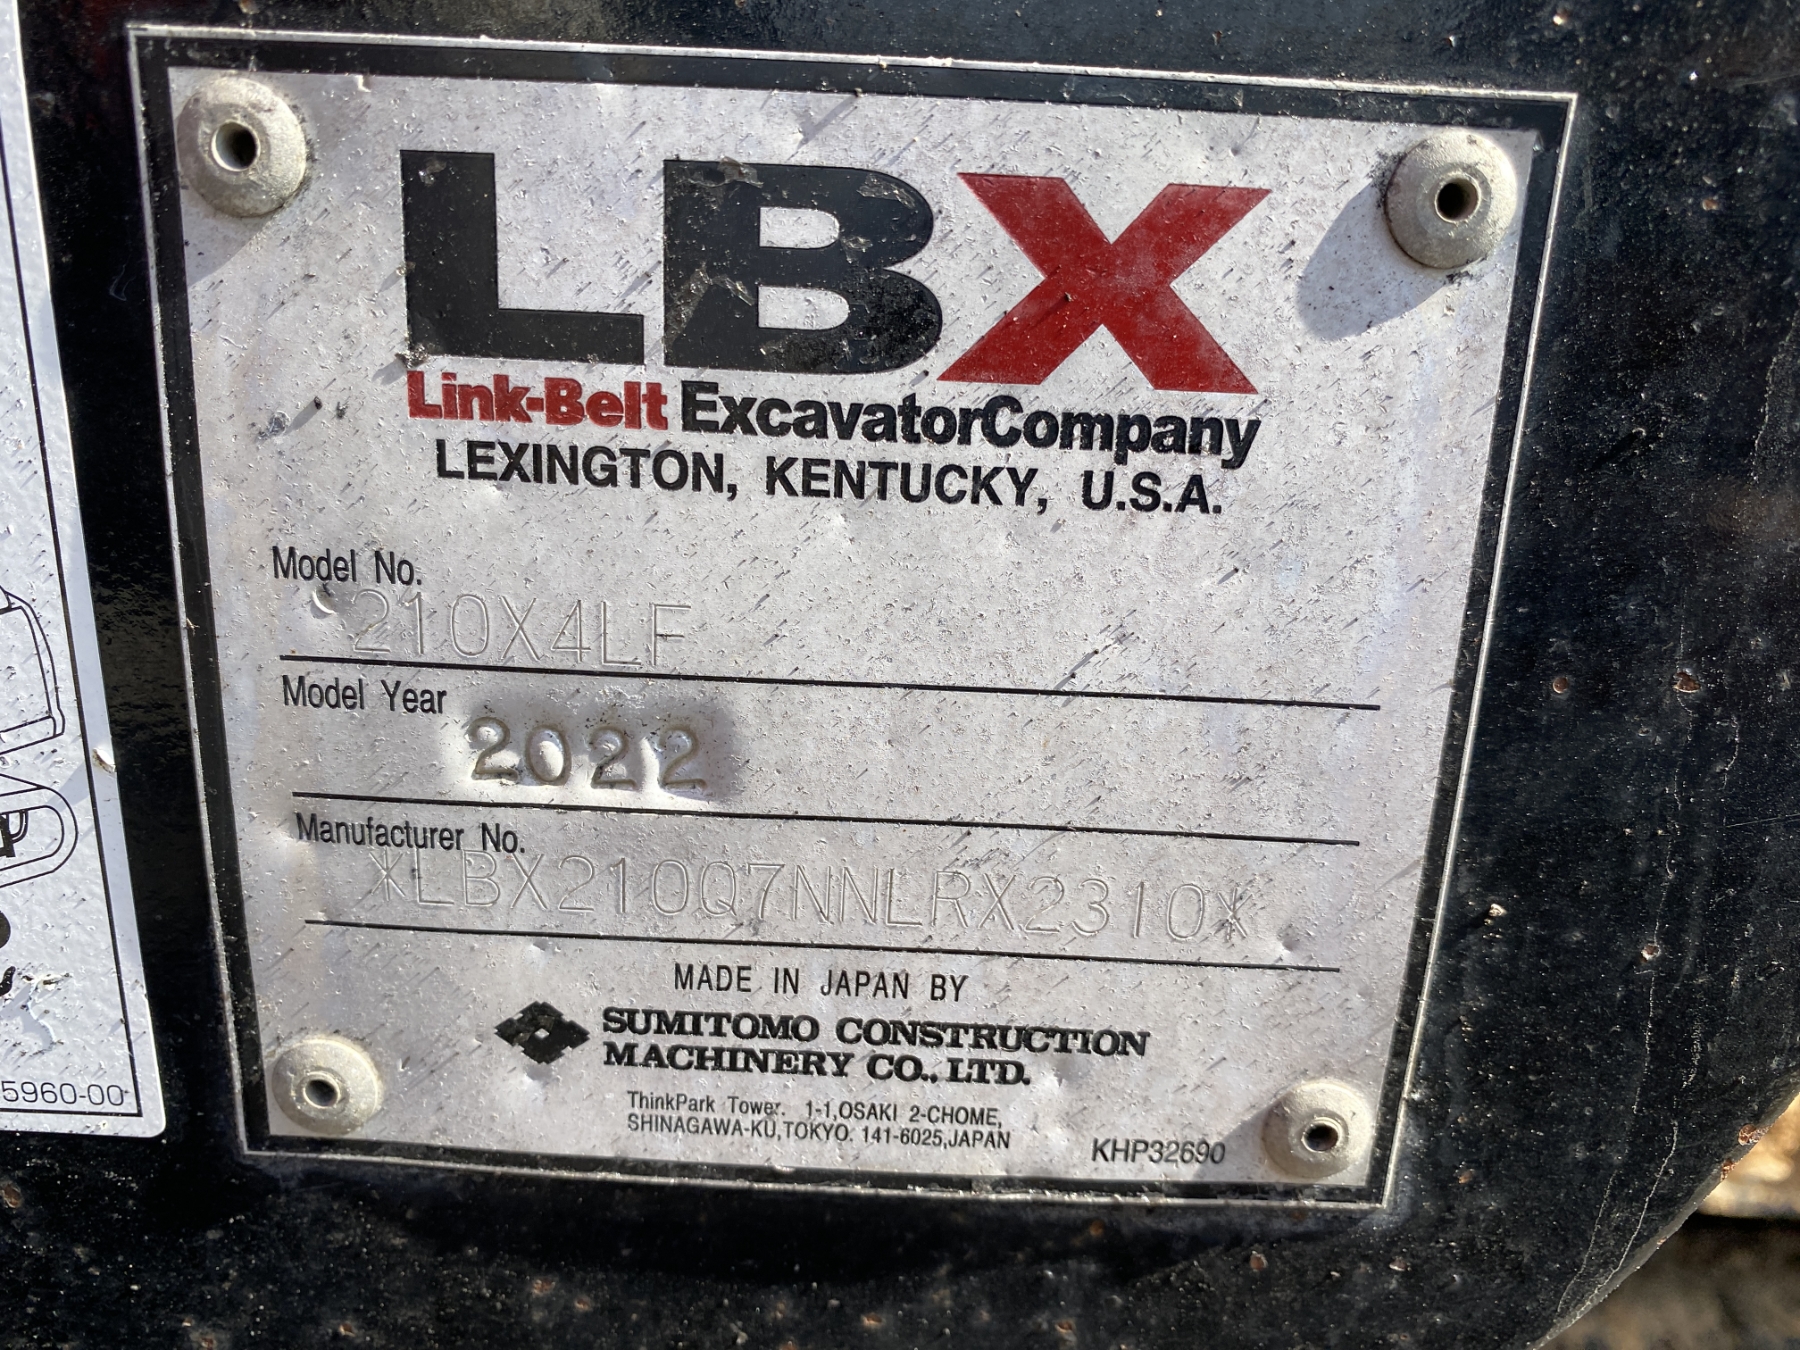 LBX
Link-Belt ExcavatorCompany
LEXINGTON, KENTUCKY, U.S.A.
Model No.
210X4LF
Model Year 2022
Manufacturer No.
*LBX210Q7NNLRX2310*
MADE IN JAPAN BY
SUMITOMO CONSTRUCTION
MACHINERY CO., LTD.
ThinkPark Tower. 1-1,OSAKI 2-CHOME,
SHINAGAWA-KU,TOKYO. 141-6025,JAPAN
KHP32690
5960-00